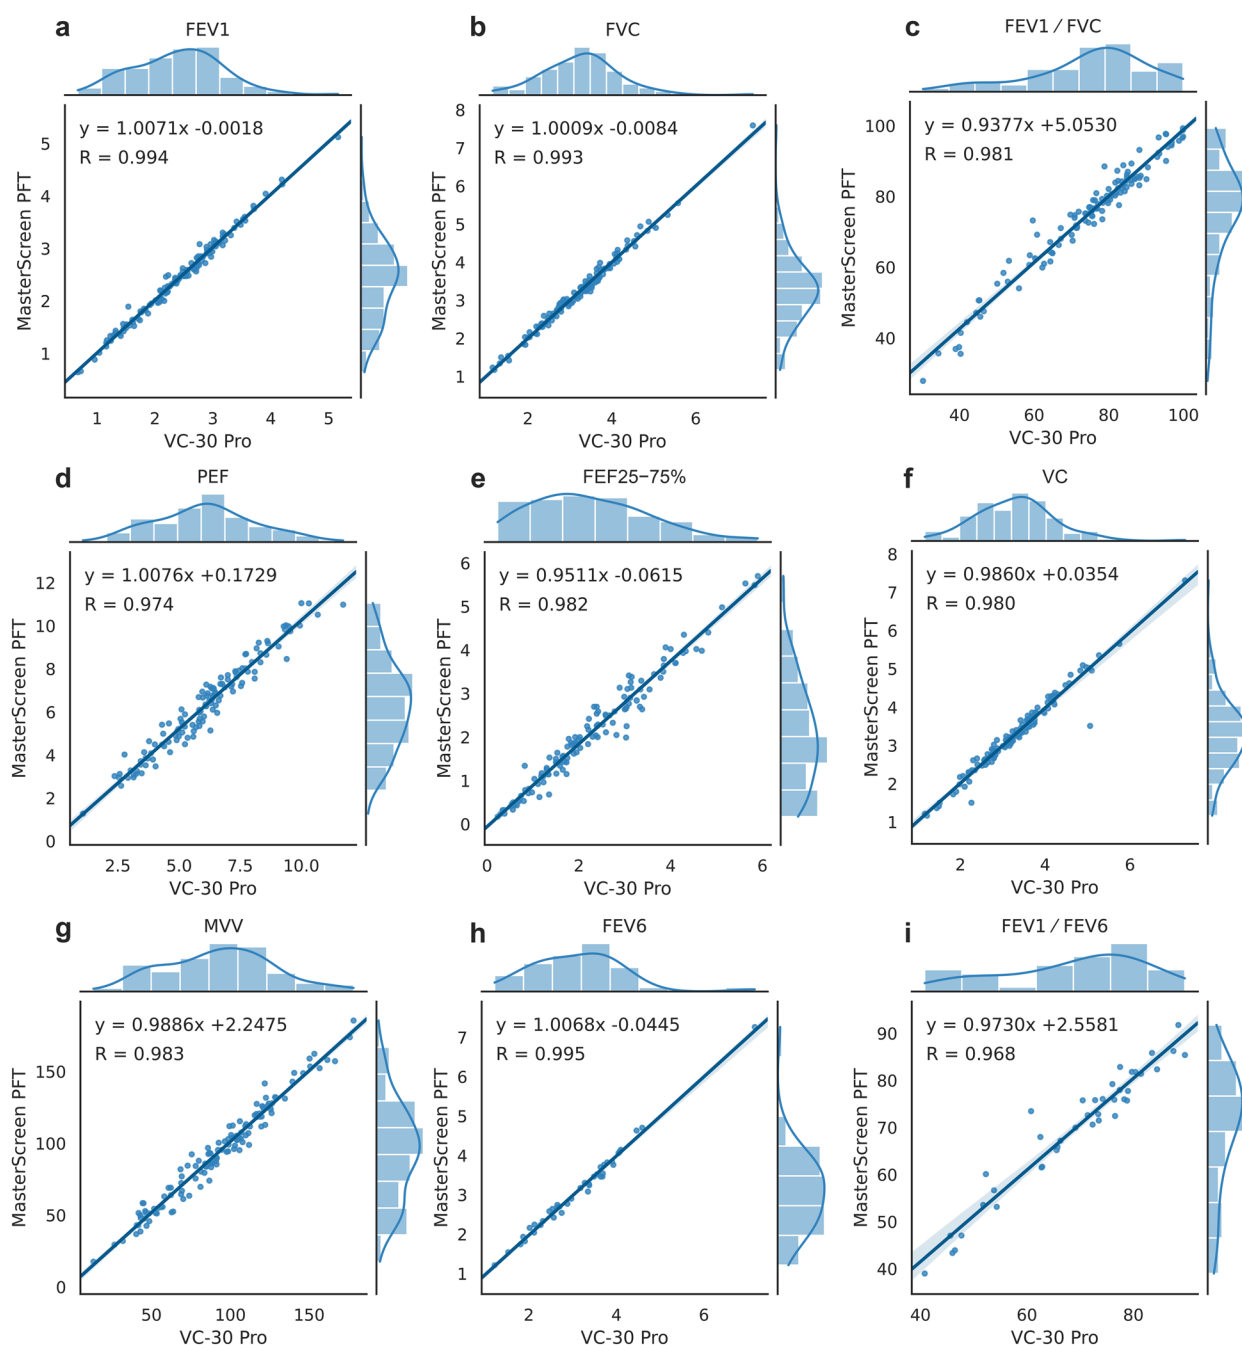 a
FEV1
y = 1.0071x -0.0018
R = 0.994
MasterScreen PFT
5
4
3
2
1
1 2 3 4 5
VC-30 Pro
b
FVC
y = 1.0009x -0.0084
R = 0.993
MasterScreen PFT
8
7
6
5
4
3
2
1
2 4 6
VC-30 Pro
c
FEV1 / FVC
y = 0.9377x +5.0530
R = 0.981
MasterScreen PFT
100
80
60
40
40 60 80 100
VC-30 Pro
d
PEF
y = 1.0076x +0.1729
R = 0.974
MasterScreen PFT
12
10
8
6
4
2
0
2.5 5.0 7.5 10.0
VC-30 Pro
e
FEF25−75%
y = 0.9511x -0.0615
R = 0.982
MasterScreen PFT
6
5
4
3
2
1
0
0 2 4 6
VC-30 Pro
f
VC
y = 0.9860x +0.0354
R = 0.980
MasterScreen PFT
8
7
6
5
4
3
2
1
2 4 6
VC-30 Pro
g
MVV
y = 0.9886x +2.2475
R = 0.983
MasterScreen PFT
150
100
50
0
50 100 150
VC-30 Pro
h
FEV6
y = 1.0068x -0.0445
R = 0.995
MasterScreen PFT
7
6
5
4
3
2
1
2 4 6
VC-30 Pro
i
FEV1 / FEV6
y = 0.9730x +2.5581
R = 0.968
MasterScreen PFT
90
80
70
60
50
40
40 60 80
VC-30 Pro